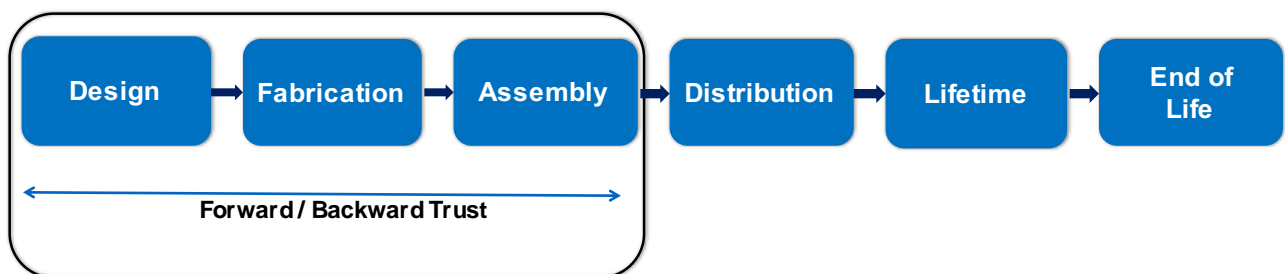 Design
Fabrication
Assembly
Distribution
Lifetime
End of
Life
Forward / Backward Trust